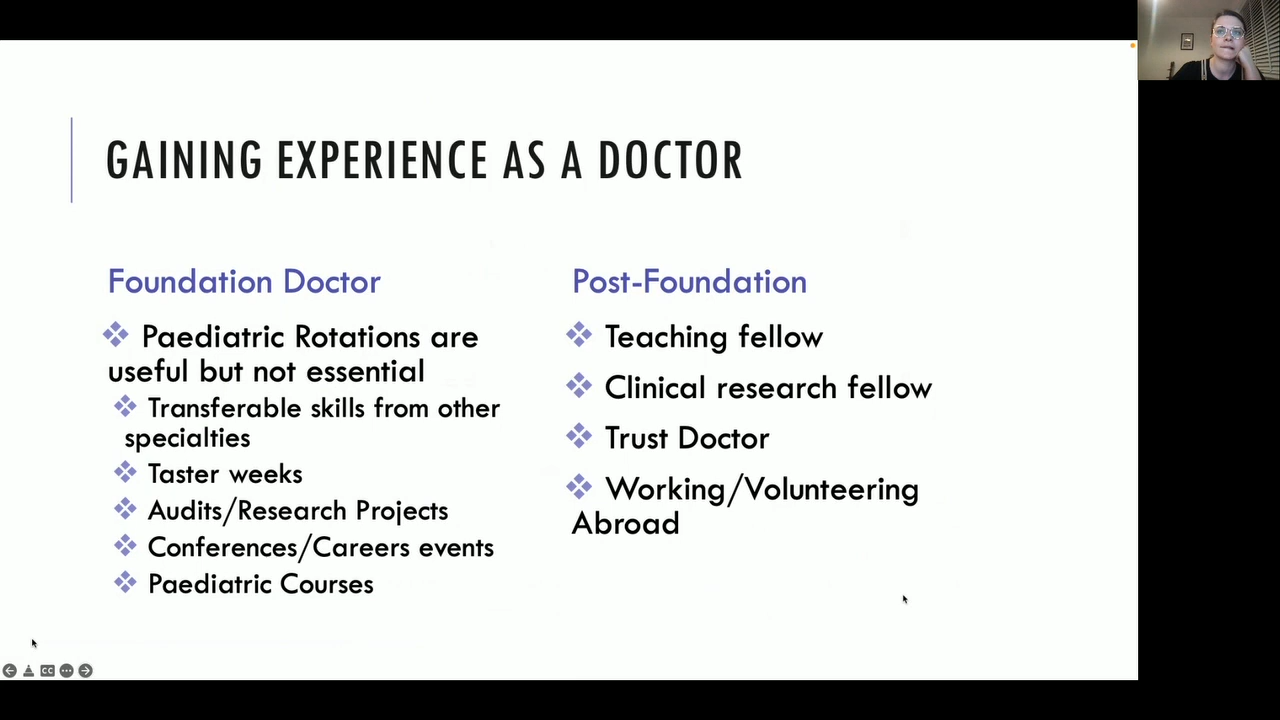 GAINING EXPERIENCE AS A DOCTOR
Foundation Doctor
Paediatric Rotations are
useful but not essential
Transferable skills from other
specialties
Taster weeks
Audits/Research Projects
Conferences/Careers events
Paediatric Courses
Post-Foundation
Teaching fellow
Clinical research fellow
Trust Doctor
Working/Volunteering
Abroad
CC